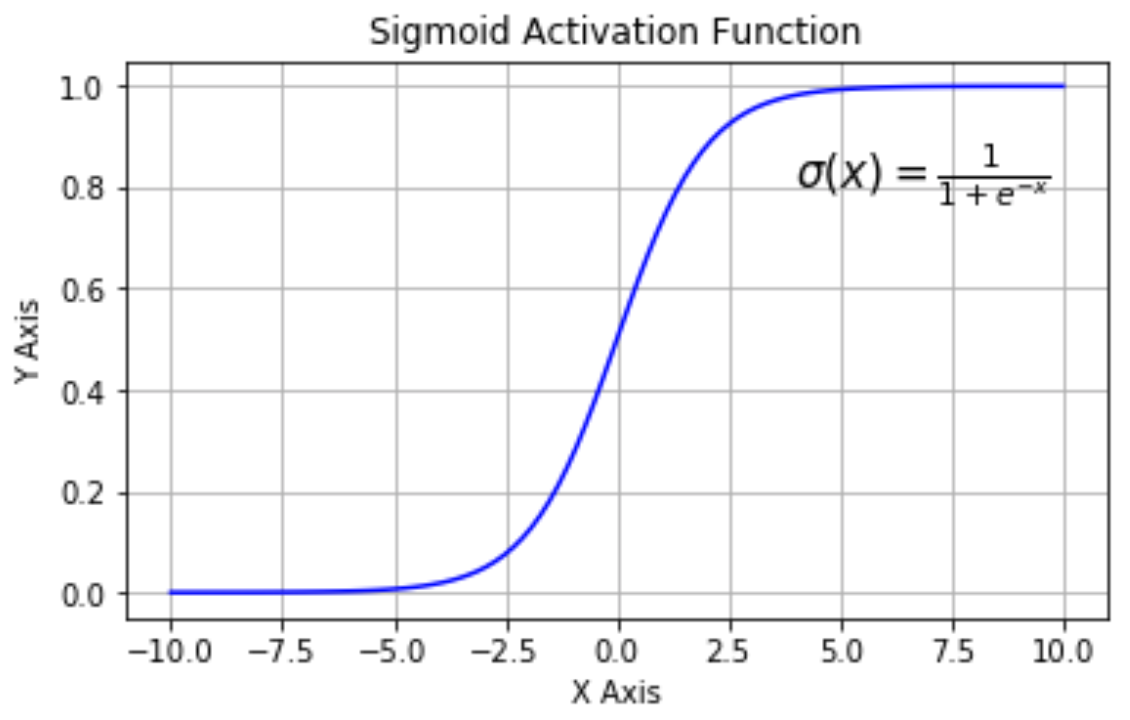 Sigmoid Activation Function
1.0
σ(x) = 1/(1 + e^{−x})
0.8
0.6
Y Axis
0.4
0.2
0.0
−10.0 −7.5 −5.0 −2.5 0.0 2.5 5.0 7.5 10.0
X Axis